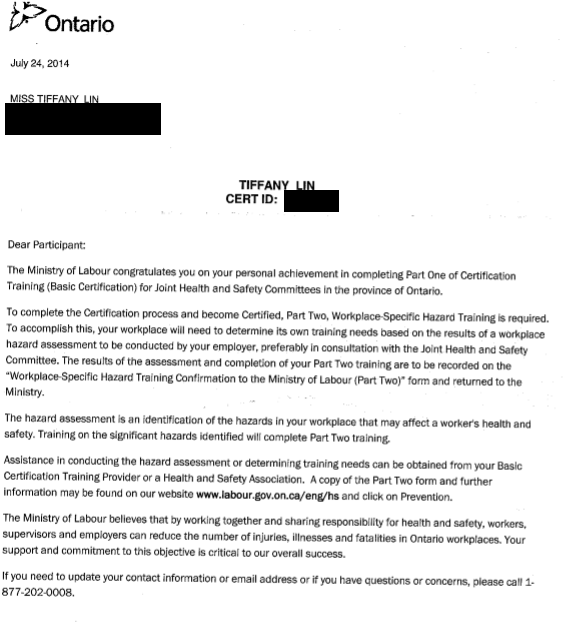 Ontario
July 24, 2014
MISS TIFFANY LIN
TIFFANY LIN
CERT ID:
Dear Participant:
The Ministry of Labour congratulates you on your personal achievement in completing Part One of Certification
Training (Basic Certification) for Joint Health and Safety Committees in the province of Ontario.
To complete the Certification process and become Certified, Part Two, Workplace-Specific Hazard Training is required.
To accomplish this, your workplace will need to determine its own training needs based on the results of a workplace
hazard assessment to be conducted by your employer, preferably in consultation with the Joint Health and Safety
Committee. The results of the assessment and completion of your Part Two training are to be recorded on the
"Workplace-Specific Hazard Training Confirmation to the Ministry of Labour (Part Two)" form and returned to the
Ministry.
The hazard assessment is an identification of the hazards in your workplace that may affect a worker's health and
safety. Training on the significant hazards identified will complete Part Two training.
Assistance in conducting the hazard assessment or determining training needs can be obtained from your Basic
Certification Training Provider or a Health and Safety Association. A copy of the Part Two form and further
information may be found on our website www.labour.gov.on.ca/eng/hs and click on Prevention.
The Ministry of Labour believes that by working together and sharing responsibility for health and safety, workers,
supervisors and employers can reduce the number of injuries, illnesses and fatalities in Ontario workplaces. Your
support and commitment to this objective is critical to our overall success.
If you need to update your contact information or email address or if you have questions or concerns, please call 1-
877-202-0008.